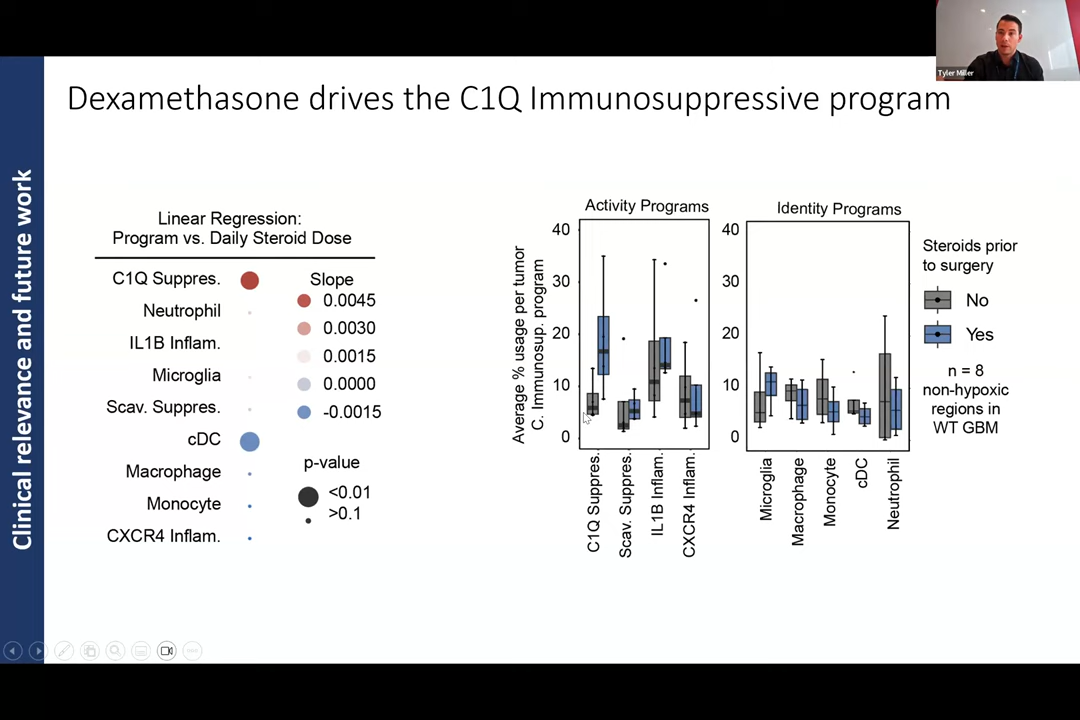 Tyler Miller
Dexamethasone drives the C1Q Immunosuppressive program
Clinical relevance and future work
Linear Regression:
Program vs. Daily Steroid Dose
C1Q Suppres.
Neutrophil
IL1B Inflam.
Microglia
Scav. Suppres.
cDC
Macrophage
Monocyte
CXCR4 Inflam.
Slope
0.0045
0.0030
0.0015
0.0000
-0.0015
p-value
<0.01
>0.1
Average % usage per tumor
C. Immunosup. program
Activity Programs
40
30
20
10
0
C1Q Suppres.
Scav. Suppres.
IL1B Inflam.
CXCR4 Inflam.
Identity Programs
40
30
20
10
0
Microglia
Macrophage
Monocyte
cDC
Neutrophil
Steroids prior
to surgery
No
Yes
n = 8
non-hypoxic
regions in
WT GBM